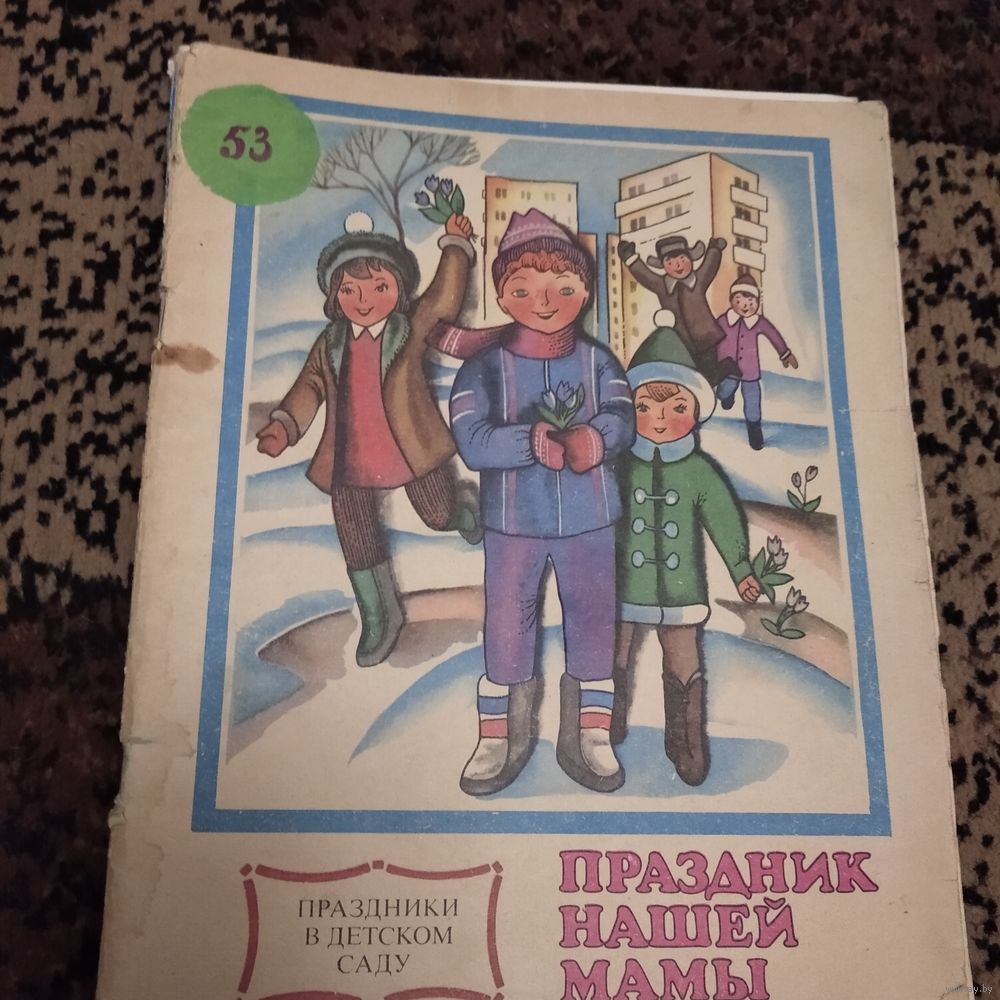 53
ПРАЗДНИКИ
В ДЕТСКОМ
САДУ
ПРАЗДНИК
НАШЕЙ
МАМЫ